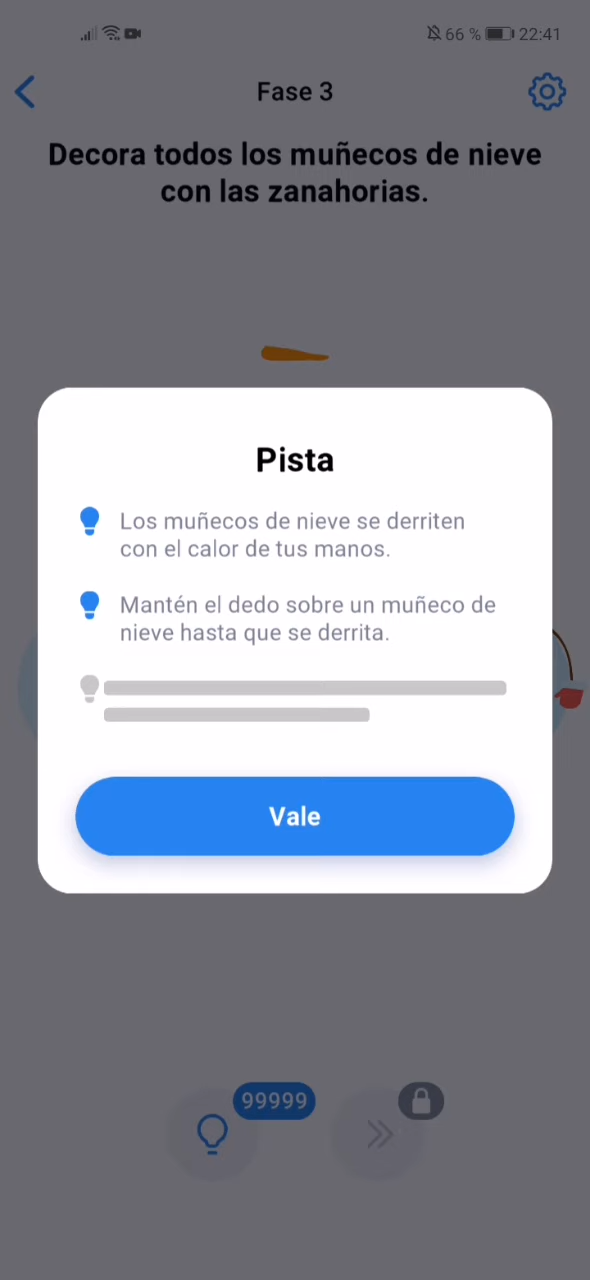 66 % 22:41
Fase 3
Decora todos los muñecos de nieve
con las zanahorias.
Pista
Los muñecos de nieve se derriten
con el calor de tus manos.
Mantén el dedo sobre un muñeco de
nieve hasta que se derrita.
Vale
99999